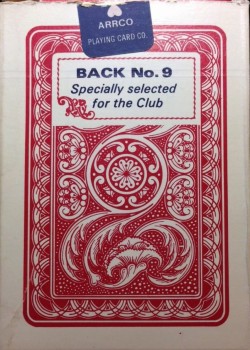 ARRCO
PLAYING CARD CO.
BACK No. 9
Specially selected
for the Club